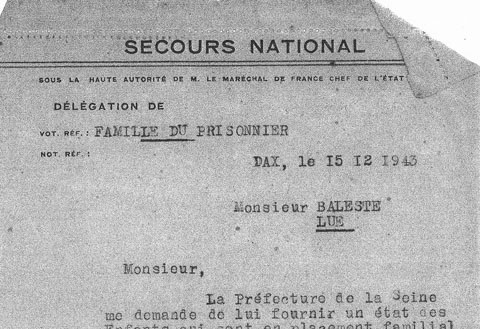 SECOURS NATIONAL
SOUS LA HAUTE AUTORITÉ DE M. LE MARÉCHAL DE FRANCE CHEF DE L'ÉTAT
DÉLÉGATION DE
VOT. RÉF. : FAMILLE DU PRISONNIER
NOT. RÉF. :
DAX, le 15 12 1943
Monsieur BALESTE
LUE
Monsieur,
La Préfecture de la Seine
me demande de lui fournir un état des
Enfants qui sont en placement familial